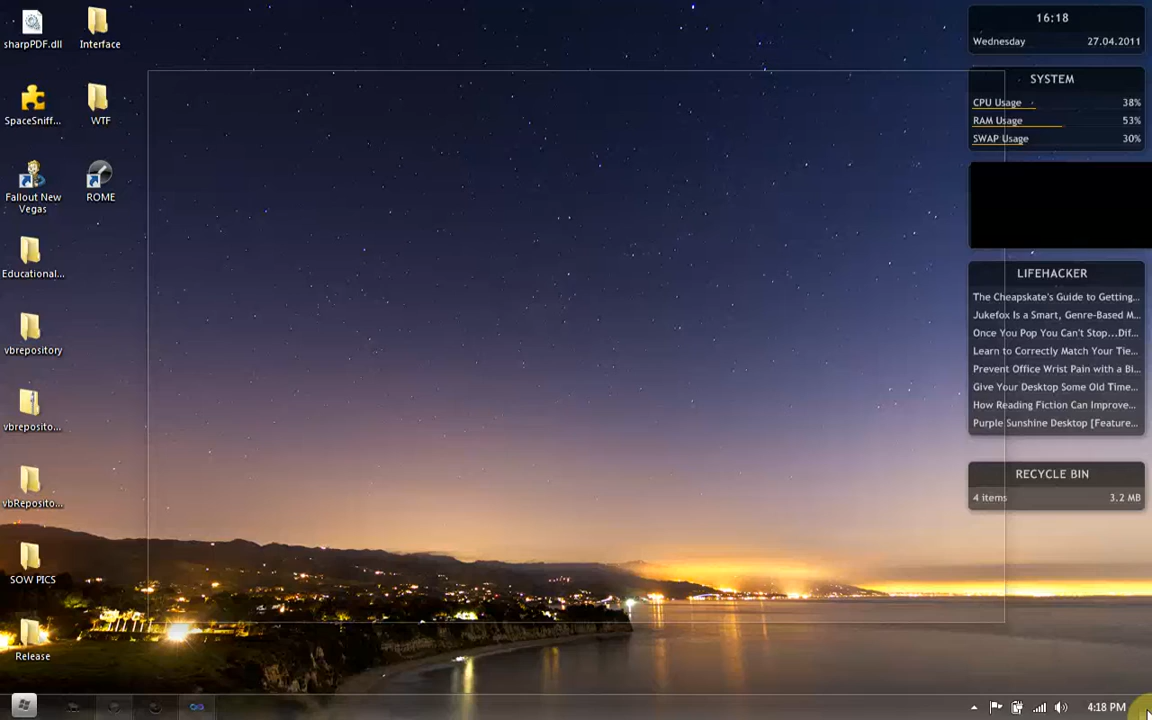 sharpPDF.dll
Interface
SpaceSniff...
WTF
Fallout New
Vegas
ROME
Educational...
vbrepository
vbreposito...
vbReposito...
SOW PICS
Release
16:18
Wednesday 27.04.2011
SYSTEM
CPU Usage 38%
RAM Usage 53%
SWAP Usage 30%
LIFEHACKER
The Cheapskate's Guide to Getting...
Jukefox Is a Smart, Genre-Based M...
Once You Pop You Can't Stop...Dif...
Learn to Correctly Match Your Tie...
Prevent Office Wrist Pain with a Bi...
Give Your Desktop Some Old Time...
How Reading Fiction Can Improve...
Purple Sunshine Desktop [Feature...
RECYCLE BIN
4 items 3.2 MB
4:18 PM